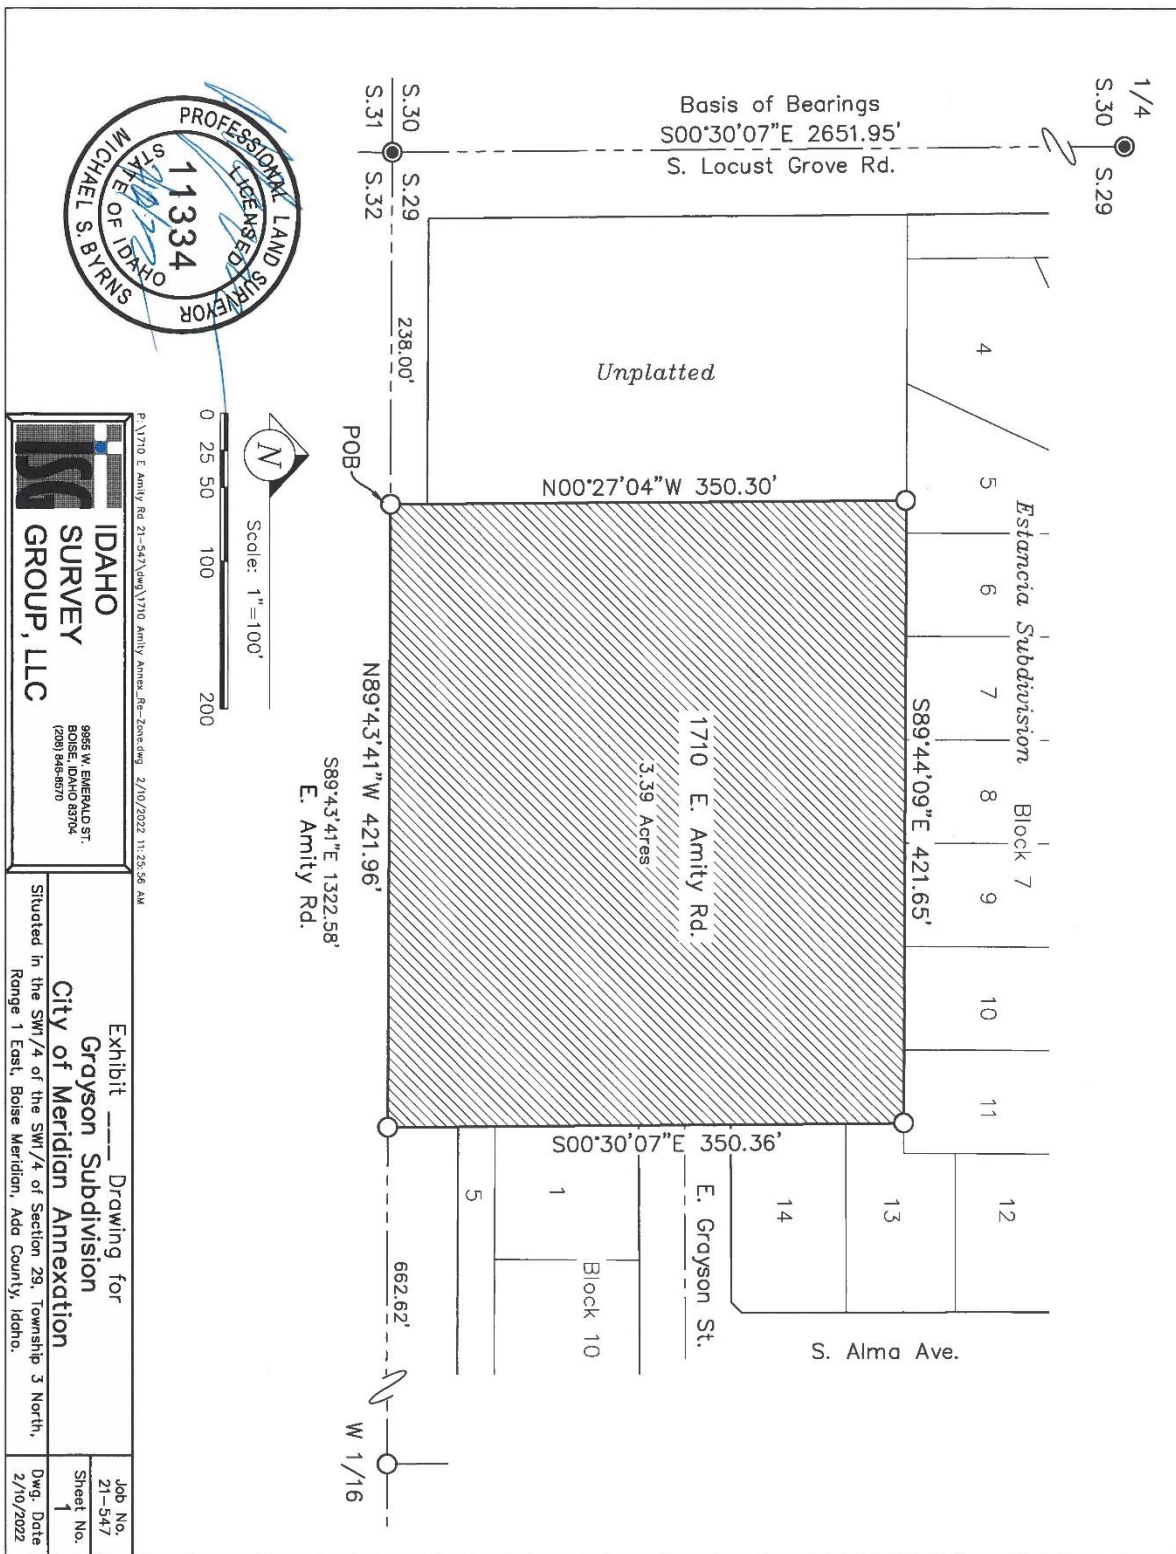 1/4
S.30
S.29
Basis of Bearings
S00°30'07"E 2651.95'
S. Locust Grove Rd.
S.30
S.29
S.31
S.32
238.00'
POB
Unplatted
N00°27'04"W 350.30'
Estancia Subdivision
Block 7
4
5
6
7
8
9
10
11
12
13
14
S89°44'09"E 421.65'
1710 E. Amity Rd.
3.39 Acres
S00°30'07"E 350.36'
E. Grayson St.
S. Alma Ave.
1
5
Block 10
N89°43'41"W 421.96'
S89°43'41"E 1322.58'
E. Amity Rd.
662.62'
W 1/16
N
Scale: 1"=100'
0 25 50 100 200
PROFESSIONAL LAND SURVEYOR
LICENSED
11334
STATE OF IDAHO
MICHAEL S. BYRNS
P:\1710 E Amity Rd 21-547\dwg\1710 Amity Annex_Re-Zone.dwg 2/10/2022 11:25:56 AM
ISG
IDAHO
SURVEY
GROUP, LLC
9955 W. EMERALD ST.
BOISE, IDAHO 83704
(208) 846-8570
Exhibit ___ Drawing for
Grayson Subdivision
City of Meridian Annexation
Situated in the SW1/4 of the SW1/4 of Section 29, Township 3 North,
Range 1 East, Boise Meridian, Ada County, Idaho.
Job No.
21-547
Sheet No.
1
Dwg. Date
2/10/2022